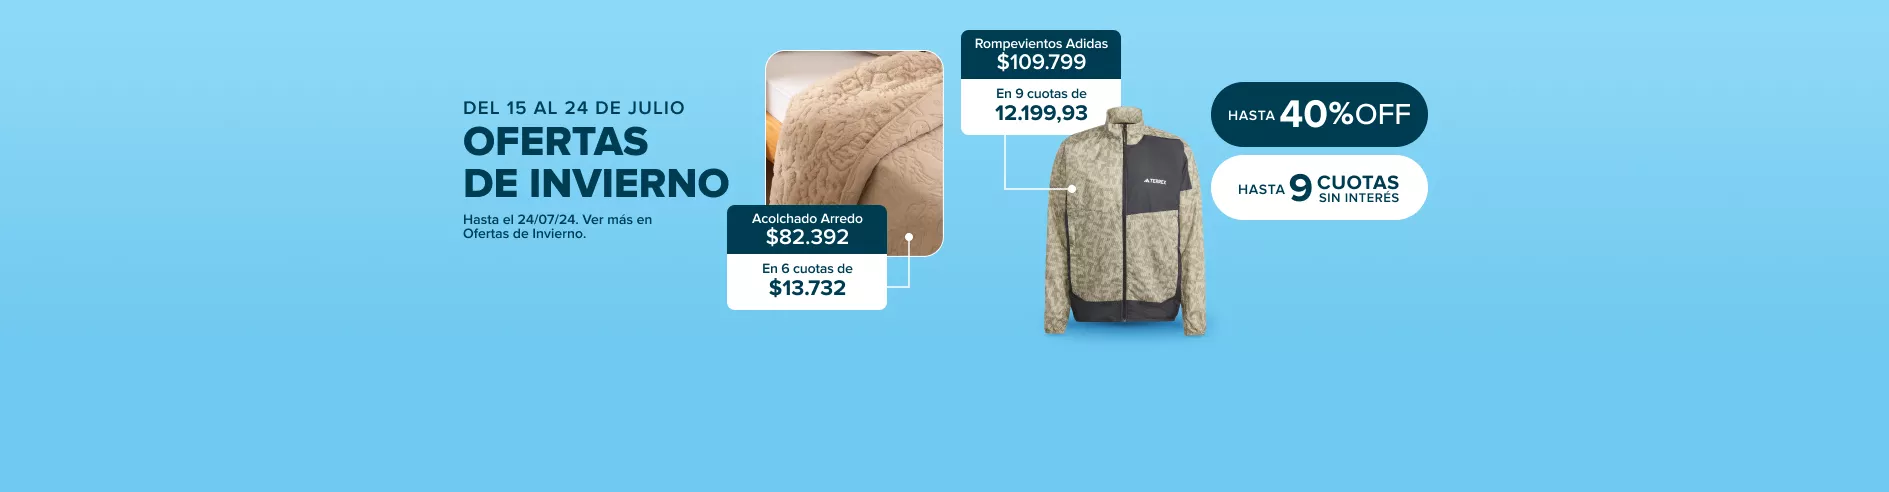 DEL 15 AL 24 DE JULIO
OFERTAS
DE INVIERNO
Hasta el 24/07/24. Ver más en
Ofertas de Invierno.
Acolchado Arredo
$82.392
En 6 cuotas de
$13.732
Rompevientos Adidas
$109.799
En 9 cuotas de
12.199,93
TERREX
HASTA 40%OFF
HASTA 9 CUOTAS
SIN INTERÉS